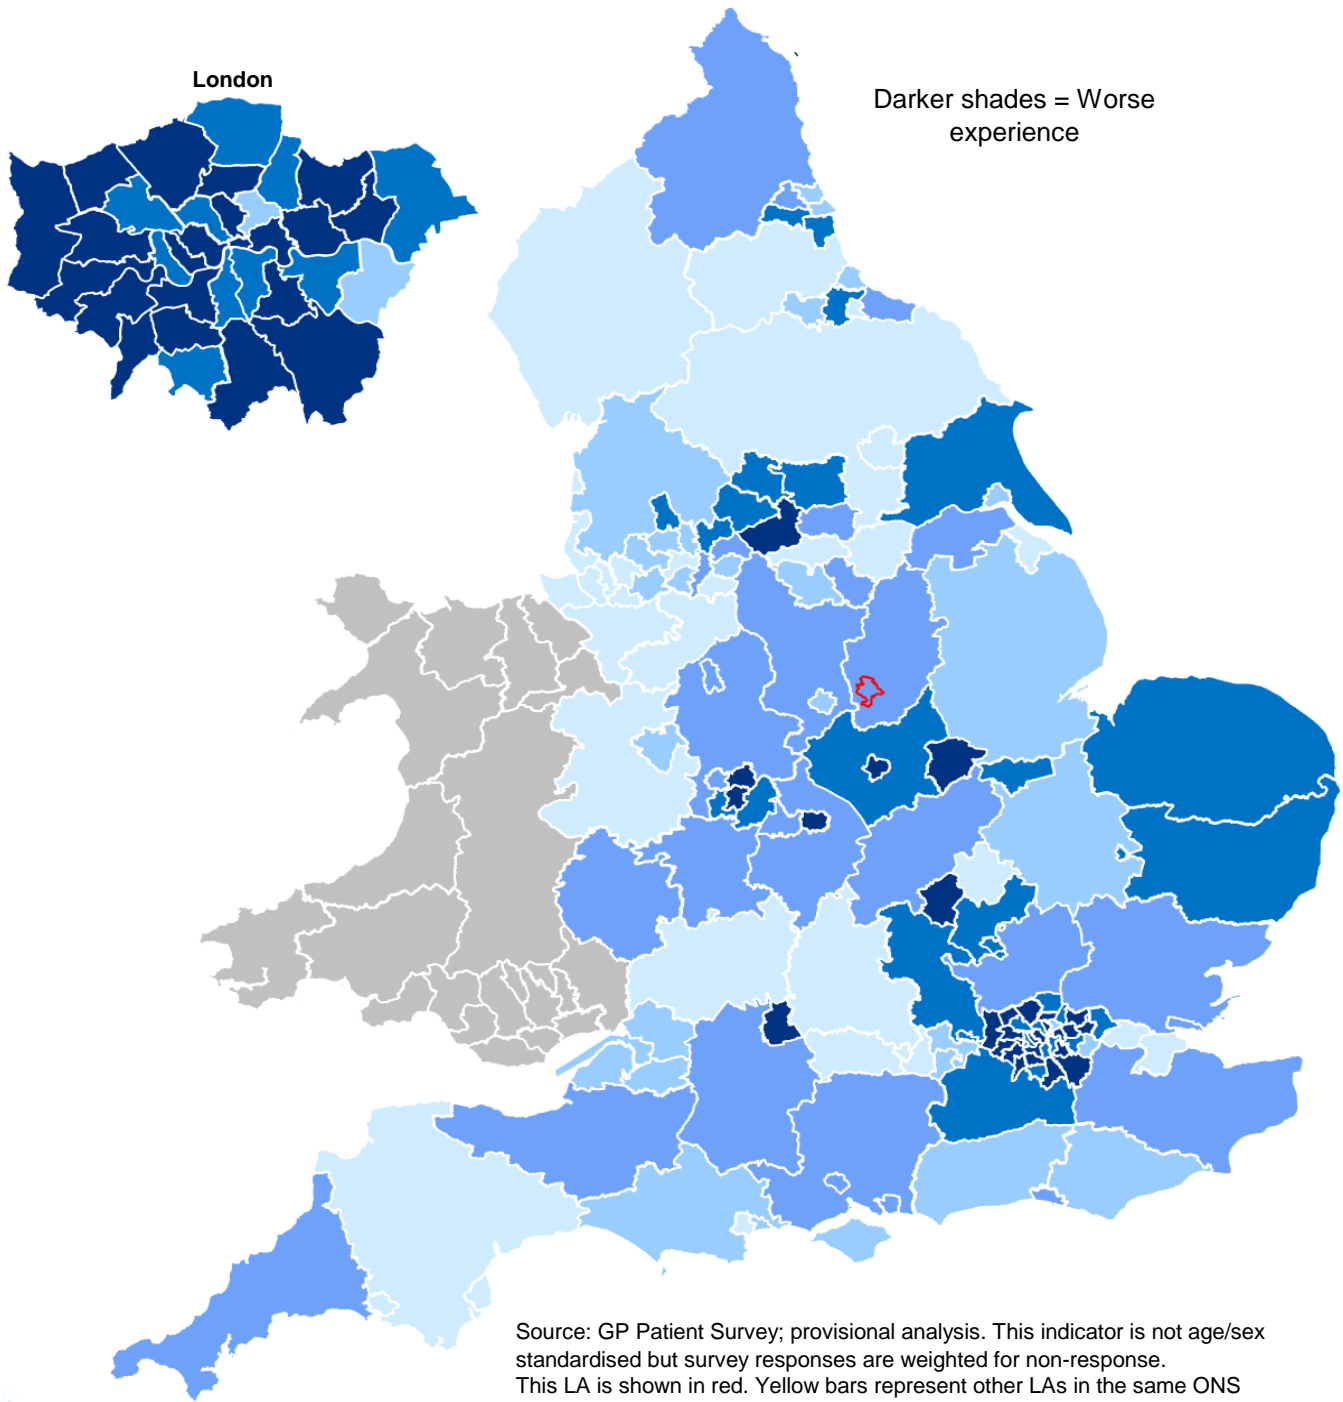 London
Darker shades = Worse
experience
Source: GP Patient Survey; provisional analysis. This indicator is not age/sex
standardised but survey responses are weighted for non-response.
This LA is shown in red. Yellow bars represent other LAs in the same ONS